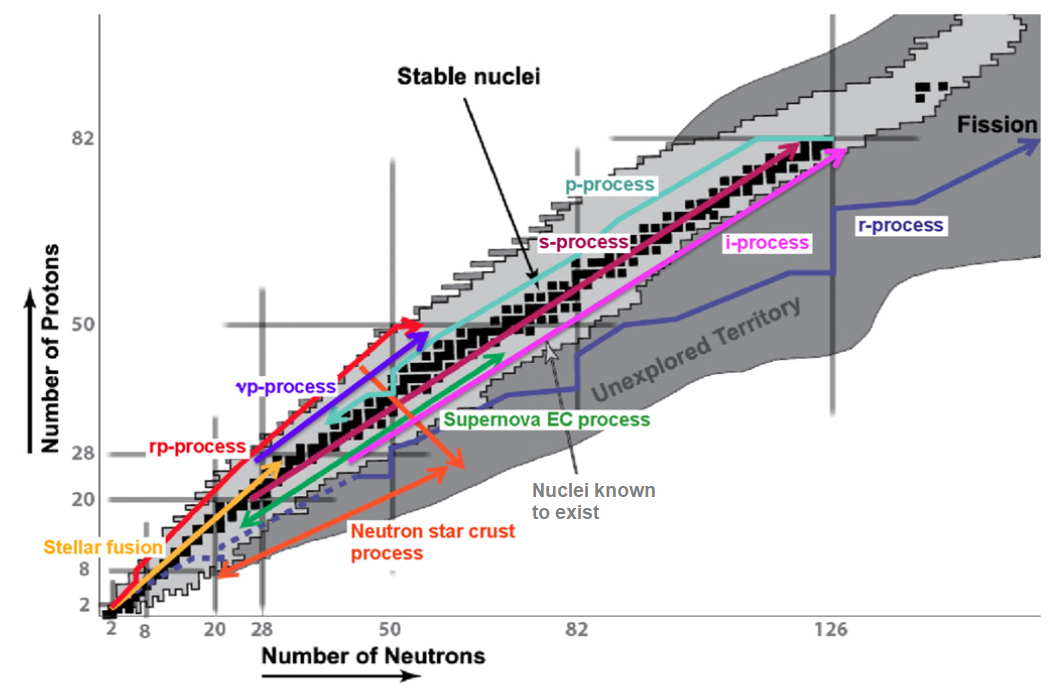 Stable nuclei
Fission
82
p-process
s-process
i-process
r-process
50
Unexplored Territory
νp-process
Supernova EC process
rp-process
28
20
Nuclei known
to exist
Neutron star crust
process
Stellar fusion
8
2
2
8
20
28
50
82
126
Number of Protons
Number of Neutrons